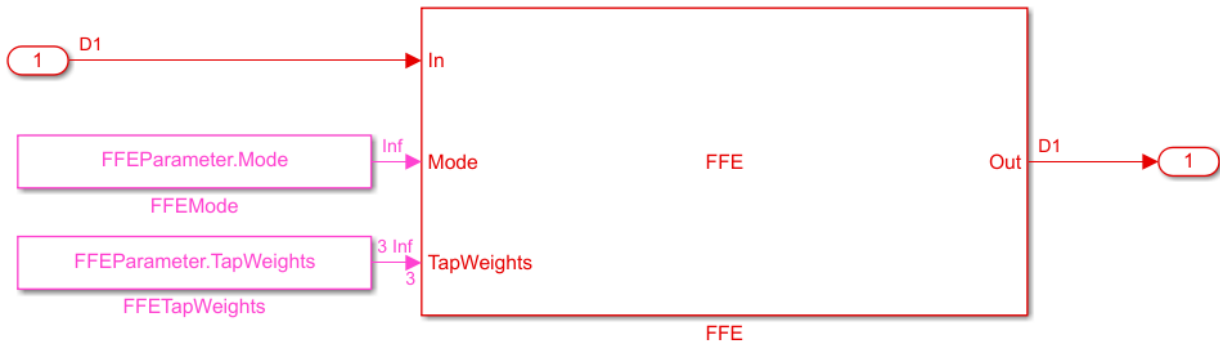 D1
1
In
FFEParameter.Mode
Inf
Mode
FFE
Out
D1
1
FFEMode
FFEParameter.TapWeights
3 Inf
3
TapWeights
FFETapWeights
FFE